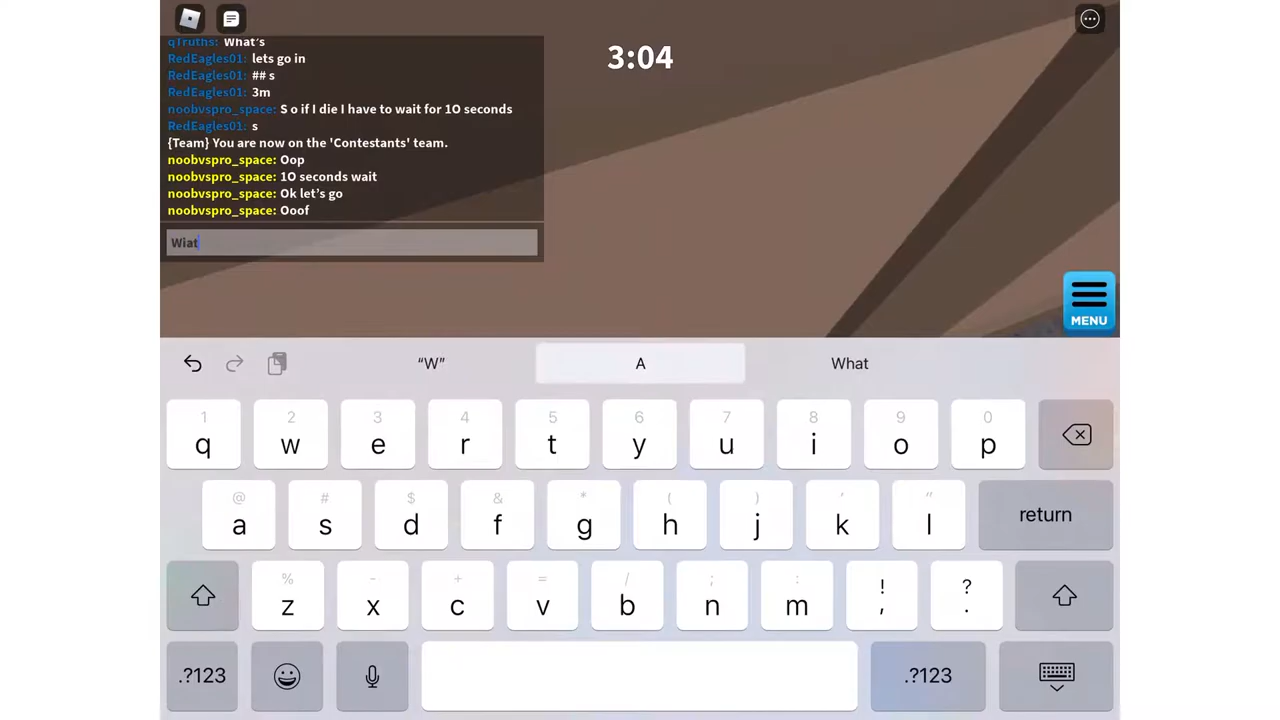 qTruths: What's
RedEagles01: lets go in
RedEagles01: ## s
RedEagles01: 3m
noobvspro_space: S o if I die I have to wait for 1O seconds
RedEagles01: s
{Team} You are now on the 'Contestants' team.
noobvspro_space: Oop
noobvspro_space: 1O seconds wait
noobvspro_space: Ok let's go
noobvspro_space: Ooof
Wiat
3:04
MENU
“W” A What
1 2 3 4 5 6 7 8 9 0
q w e r t y u i o p
@ # $ & * ( ) ' "
a s d f g h j k l return
% - + = / ; : ! ?
z x c v b n m , .
.?123 .?123